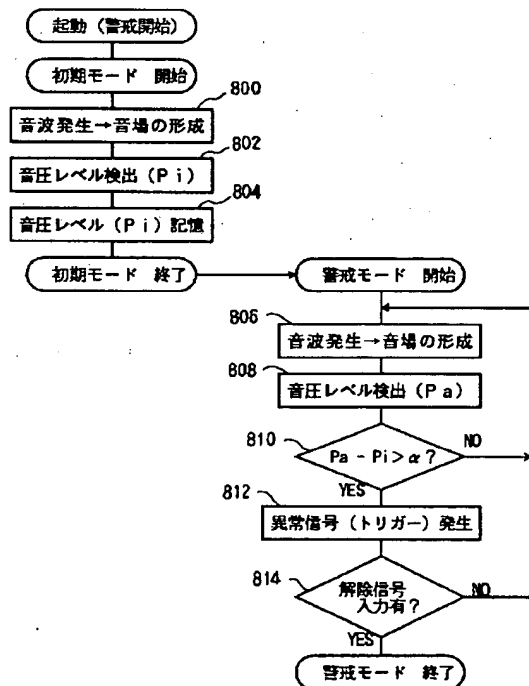 起動（警戒開始）
初期モード 開始
800
音波発生→音場の形成
802
音圧レベル検出（Pi）
804
音圧レベル（Pi）記憶
初期モード 終了
警戒モード 開始
806
音波発生→音場の形成
808
音圧レベル検出（Pa）
810
Pa - Pi > α ?
NO
YES
812
異常信号（トリガー）発生
814
解除信号
入力有？
NO
YES
警戒モード 終了